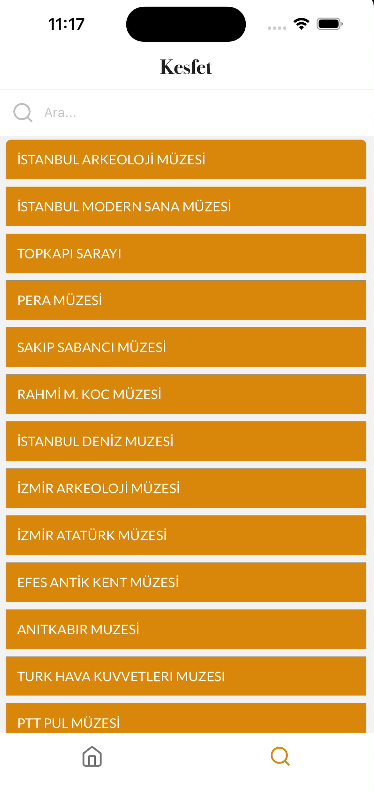 11:17
Kesfet
Ara...
İSTANBUL ARKEOLOJİ MÜZESİ
İSTANBUL MODERN SANA MÜZESİ
TOPKAPI SARAYI
PERA MÜZESİ
SAKIP SABANCI MÜZESİ
RAHMİ M. KOC MÜZESİ
İSTANBUL DENİZ MUZESİ
İZMİR ARKEOLOJİ MÜZESİ
İZMİR ATATÜRK MÜZESİ
EFES ANTİK KENT MÜZESİ
ANITKABIR MUZESİ
TURK HAVA KUVVETLERI MUZESI
PTT PUL MÜZESİ